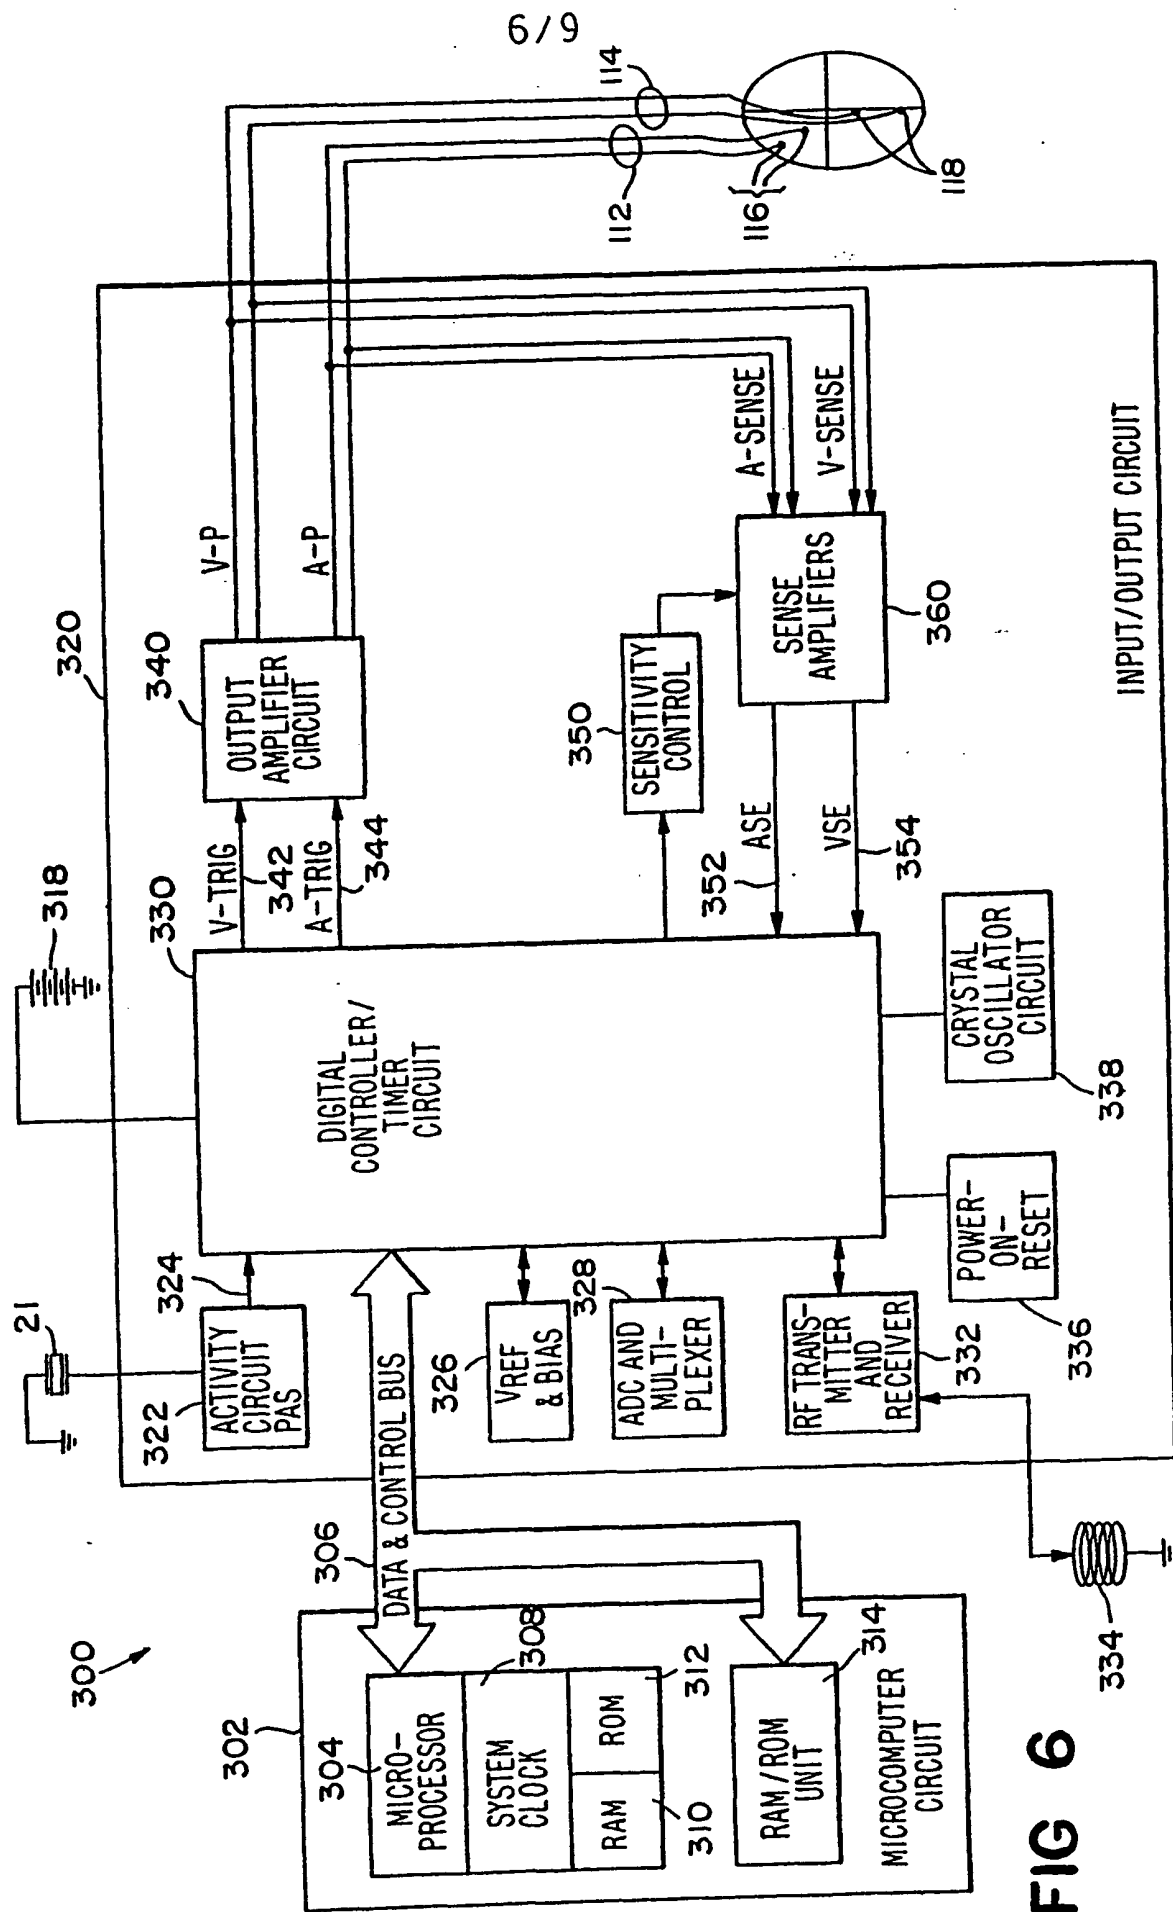 6/9
300
302
304
MICRO-
PROCESSOR
308
SYSTEM
CLOCK
RAM
ROM
310
312
RAM/ROM
UNIT
314
MICROCOMPUTER
CIRCUIT
306
DATA & CONTROL BUS
21
322
ACTIVITY
CIRCUIT
PAS
324
326
VREF
& BIAS
328
ADC AND
MULTI-
PLEXER
RF TRANS-
MITTER
AND
RECEIVER
332
334
POWER-
ON-
RESET
336
CRYSTAL
OSCILLATOR
CIRCUIT
338
318
330
DIGITAL
CONTROLLER/
TIMER
CIRCUIT
320
V-TRIG
342
A-TRIG
344
340
OUTPUT
AMPLIFIER
CIRCUIT
V-P
A-P
350
SENSITIVITY
CONTROL
352
ASE
VSE
354
SENSE
AMPLIFIERS
360
A-SENSE
V-SENSE
INPUT/OUTPUT CIRCUIT
112
114
116
118
FIG 6